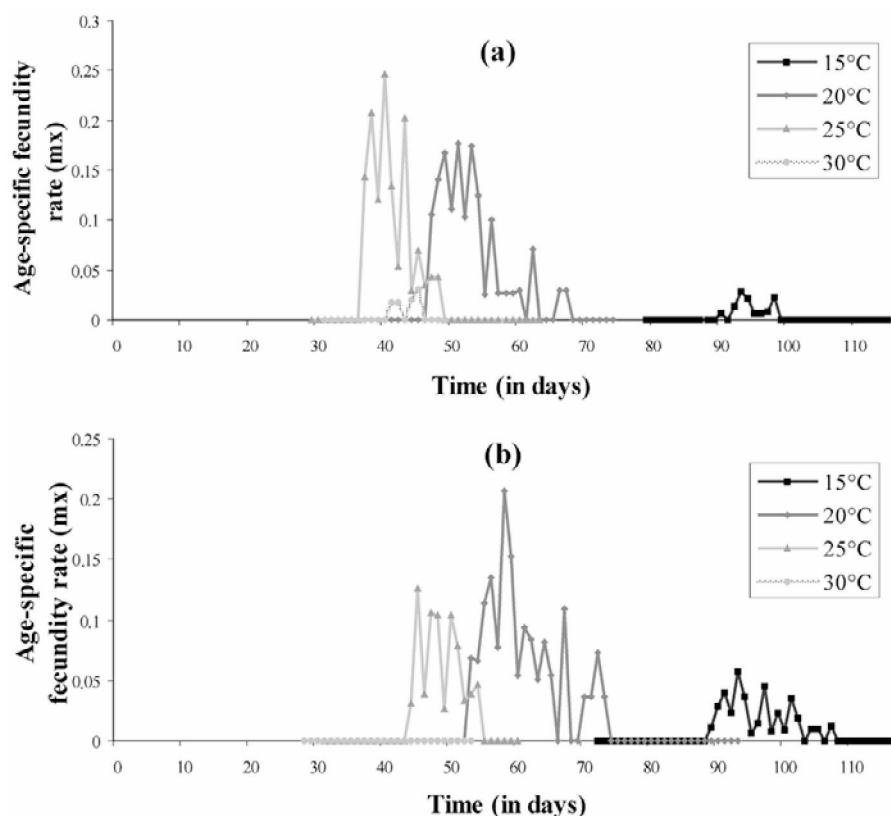 (a)
Age-specific fecundity
rate (mx)
0.3
0.25
0.2
0.15
0.1
0.05
0
15°C
20°C
25°C
30°C
0 10 20 30 40 50 60 70 80 90 100 110
Time (in days)
(b)
Age-specific
fecundity rate (mx)
0.25
0.2
0.15
0.1
0.05
0
15°C
20°C
25°C
30°C
0 10 20 30 40 50 60 70 80 90 100 110
Time (in days)